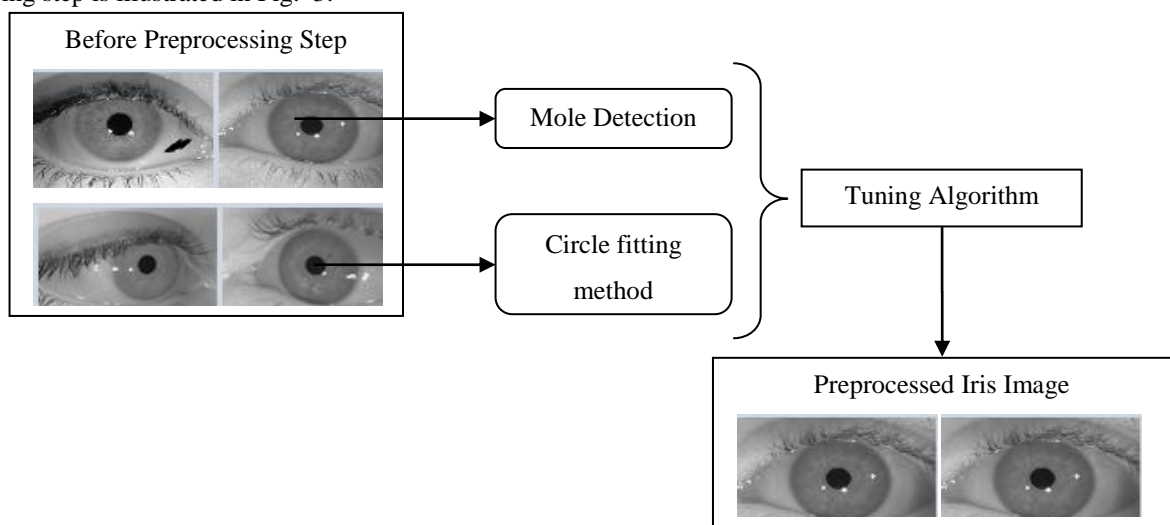 ing step is illustrated in Fig.
Before Preprocessing Step
Mole Detection
Circle fitting
method
Tuning Algorithm
Preprocessed Iris Image